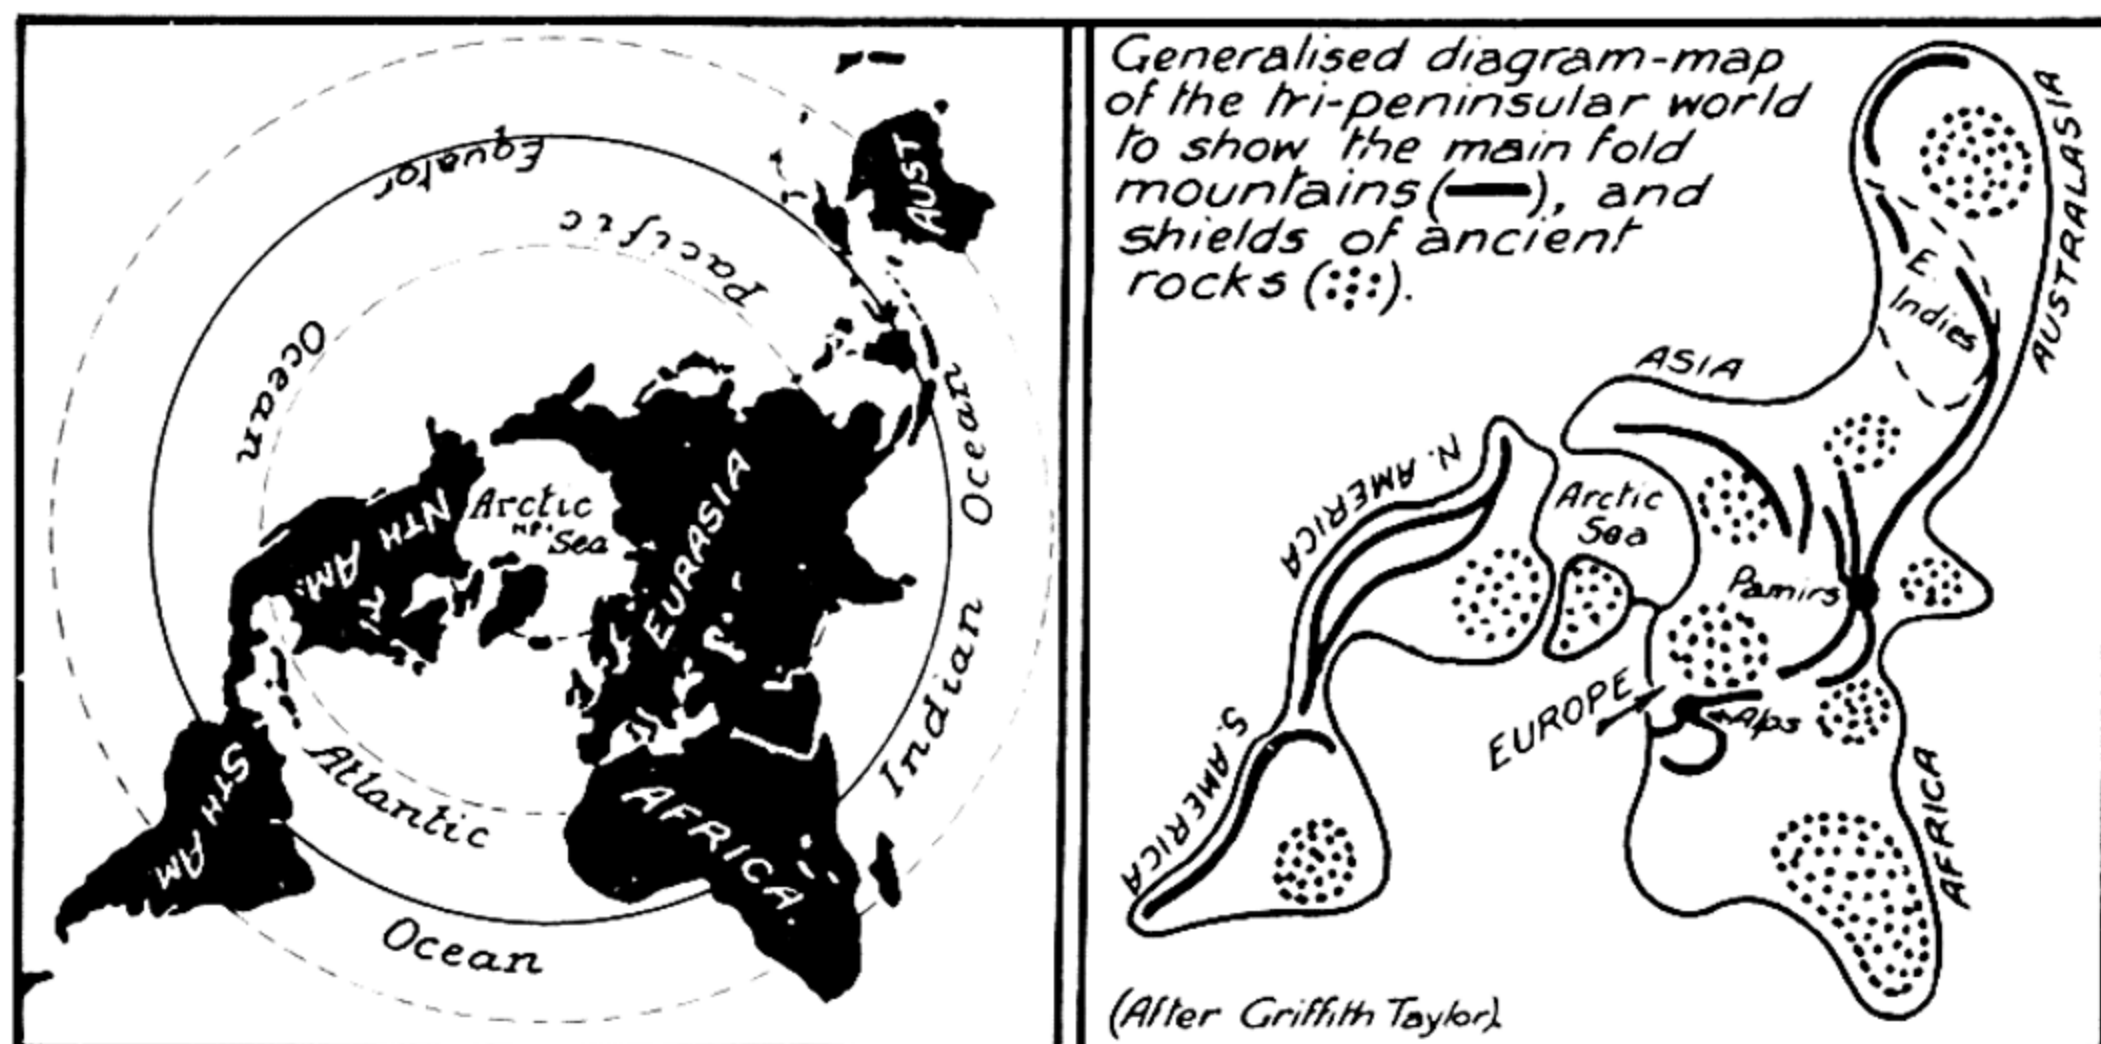 Equator
Pacific
Ocean
AUST
Arctic
N.P.
Sea
NTH AM.
EURASIA
Indian Ocean
Atlantic
Ocean
STH AM
AFRICA
Generalised diagram-map
of the tri-peninsular world
to show the main fold
mountains (), and
shields of ancient
rocks ().
AUSTRALASIA
E.
Indies
ASIA
N. AMERICA
Arctic
Sea
Pamirs
EUROPE
Alps
S. AMERICA
AFRICA
(After Griffith Taylor).